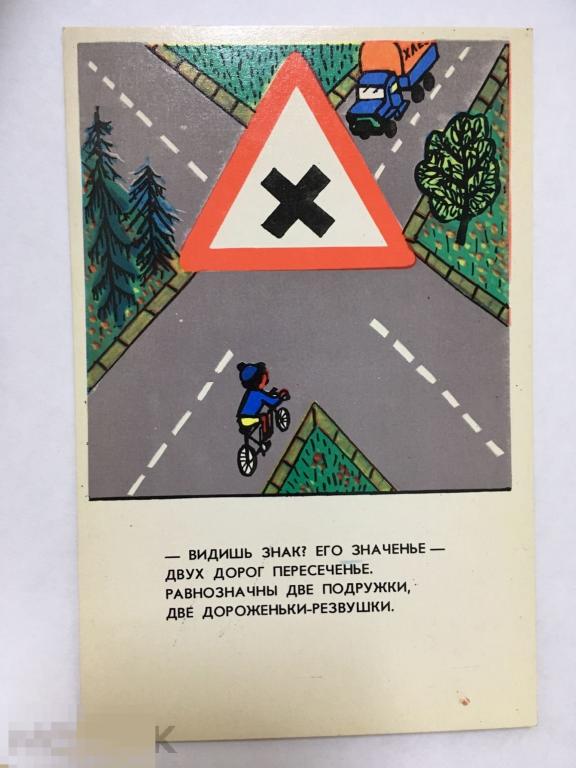 — ВИДИШЬ ЗНАК? ЕГО ЗНАЧЕНЬЕ —
ДВУХ ДОРОГ ПЕРЕСЕЧЕНЬЕ.
РАВНОЗНАЧНЫ ДВЕ ПОДРУЖКИ,
ДВЕ ДОРОЖЕНЬКИ-РЕЗВУШКИ.